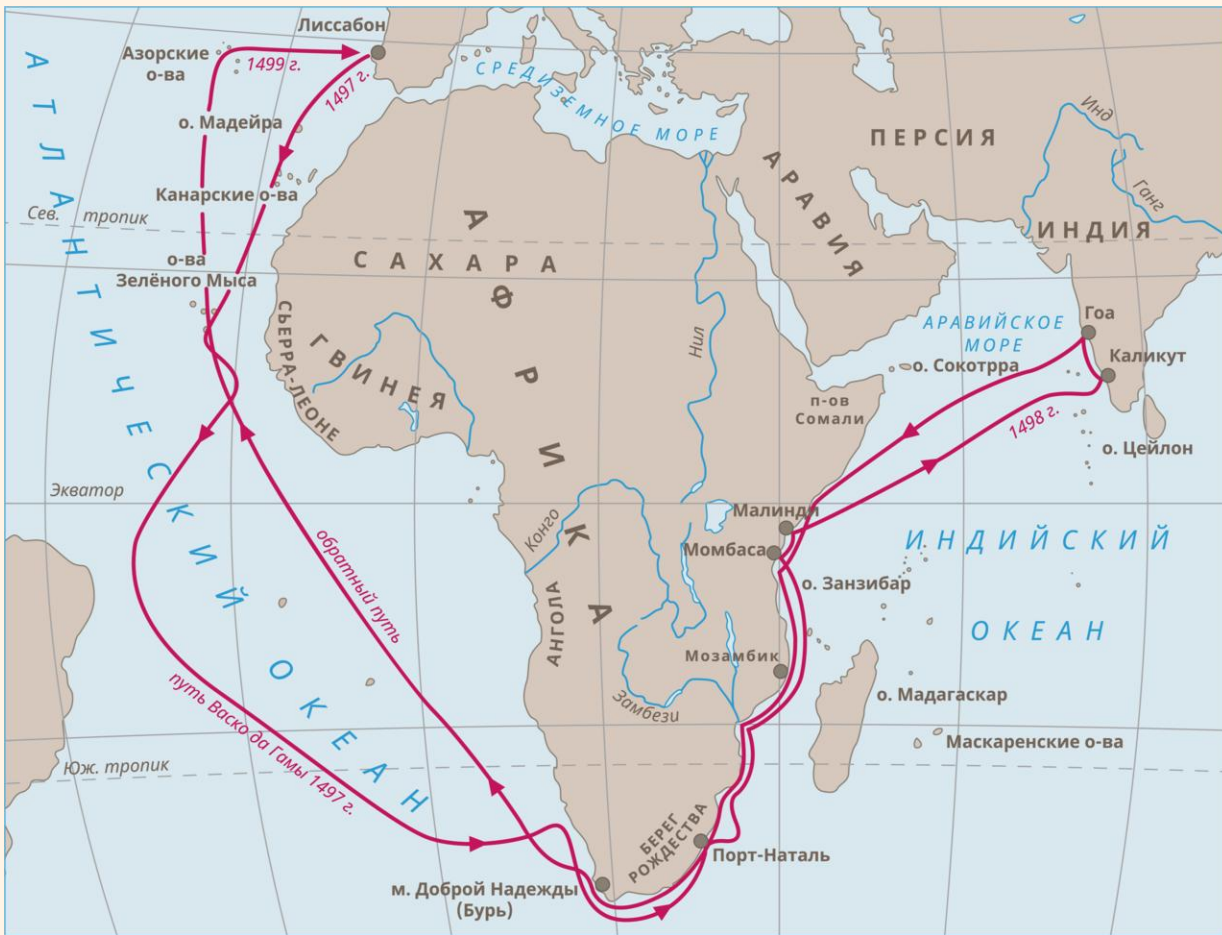 Лиссабон
Азорские
о-ва
1499 г.
1497 г.
СРЕДИЗЕМНОЕ МОРЕ
о. Мадейра
Канарские о-ва
Сев. тропик
о-ва
Зелёного Мыса
АТЛАНТИЧЕСКИЙ ОКЕАН
АФРИКА
САХАРА
СЬЕРРА-ЛЕОНЕ
ГВИНЕЯ
Нил
ПЕРСИЯ
АРАВИЯ
Инд
Ганг
ИНДИЯ
АРАВИЙСКОЕ
МОРЕ
Гоа
Каликут
о. Сокотрра
п-ов
Сомали
1498 г.
о. Цейлон
Экватор
Конго
Малинди
Момбаса
о. Занзибар
ИНДИЙСКИЙ
ОКЕАН
обратный путь
АНГОЛА
Мозамбик
Замбези
о. Мадагаскар
Маскаренские о-ва
путь Васко да Гамы 1497 г.
Юж. тропик
БЕРЕГ
РОЖДЕСТВА
Порт-Наталь
м. Доброй Надежды
(Бурь)